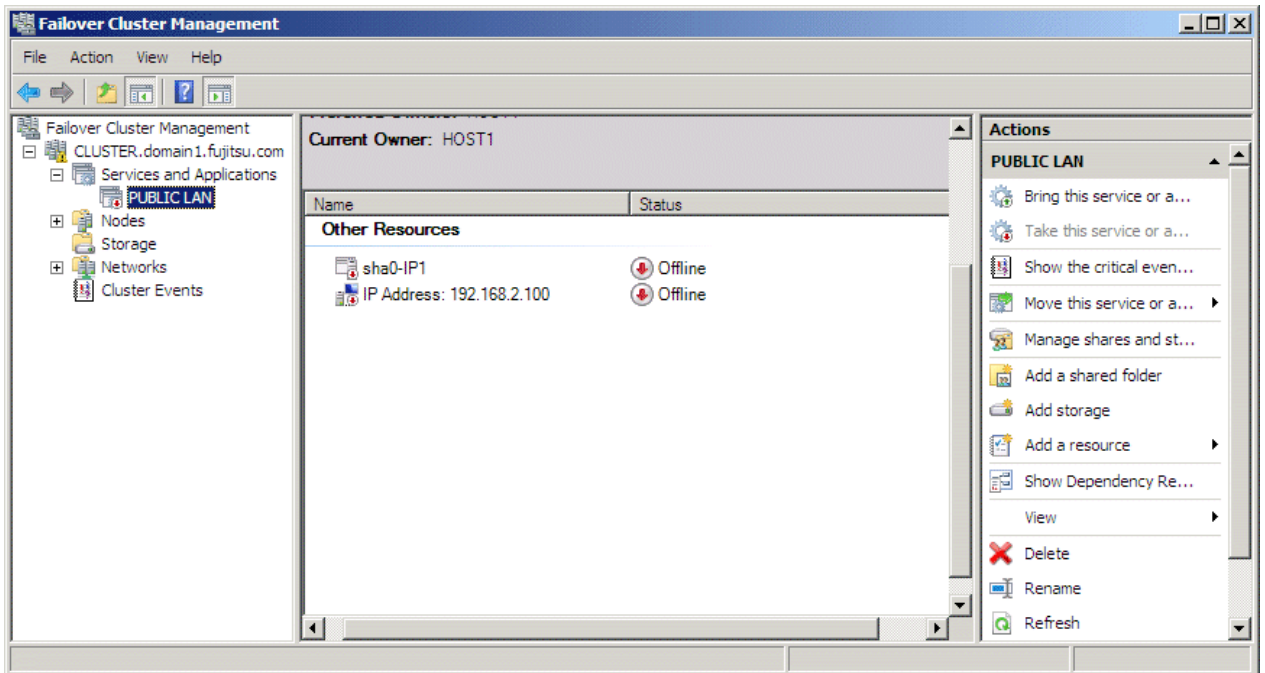 Failover Cluster Management
File Action View Help
Failover Cluster Management
CLUSTER.domain1.fujitsu.com
Services and Applications
PUBLIC LAN
Nodes
Storage
Networks
Cluster Events
Current Owner: HOST1
Name Status
Other Resources
sha0-IP1 Offline
IP Address: 192.168.2.100 Offline
Actions
PUBLIC LAN
Bring this service or a...
Take this service or a...
Show the critical even...
Move this service or a...
Manage shares and st...
Add a shared folder
Add storage
Add a resource
Show Dependency Re...
View
Delete
Rename
Refresh